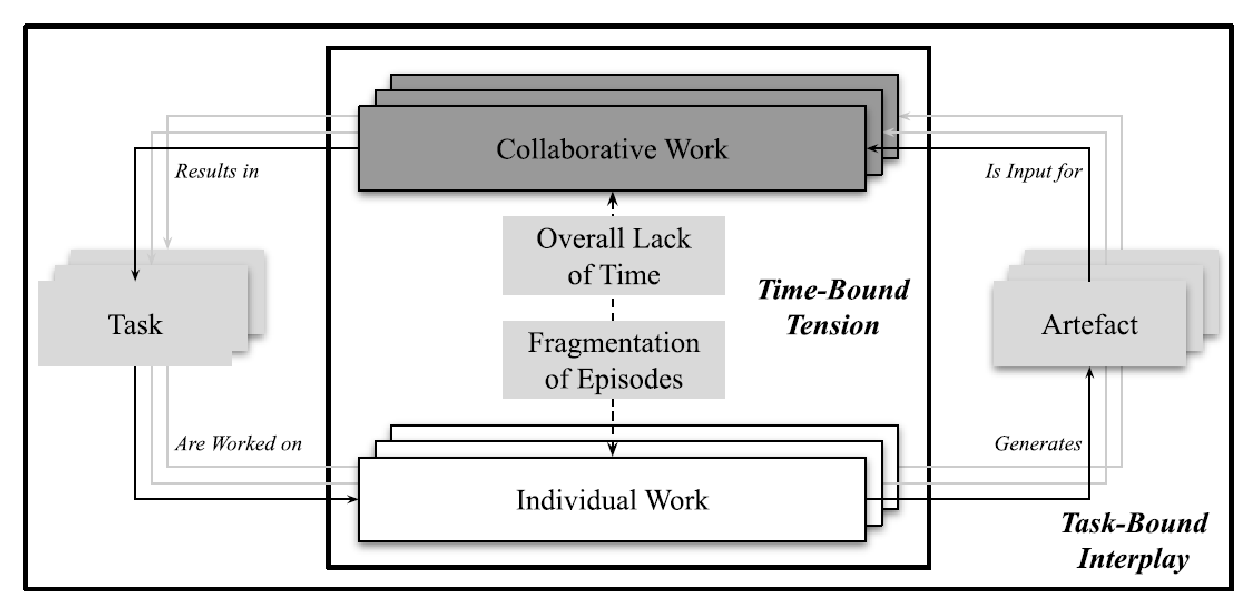 Collaborative Work
Results in
Is Input for
Overall Lack
of Time
Time-Bound
Tension
Task
Artefact
Fragmentation
of Episodes
Are Worked on
Generates
Individual Work
Task-Bound
Interplay